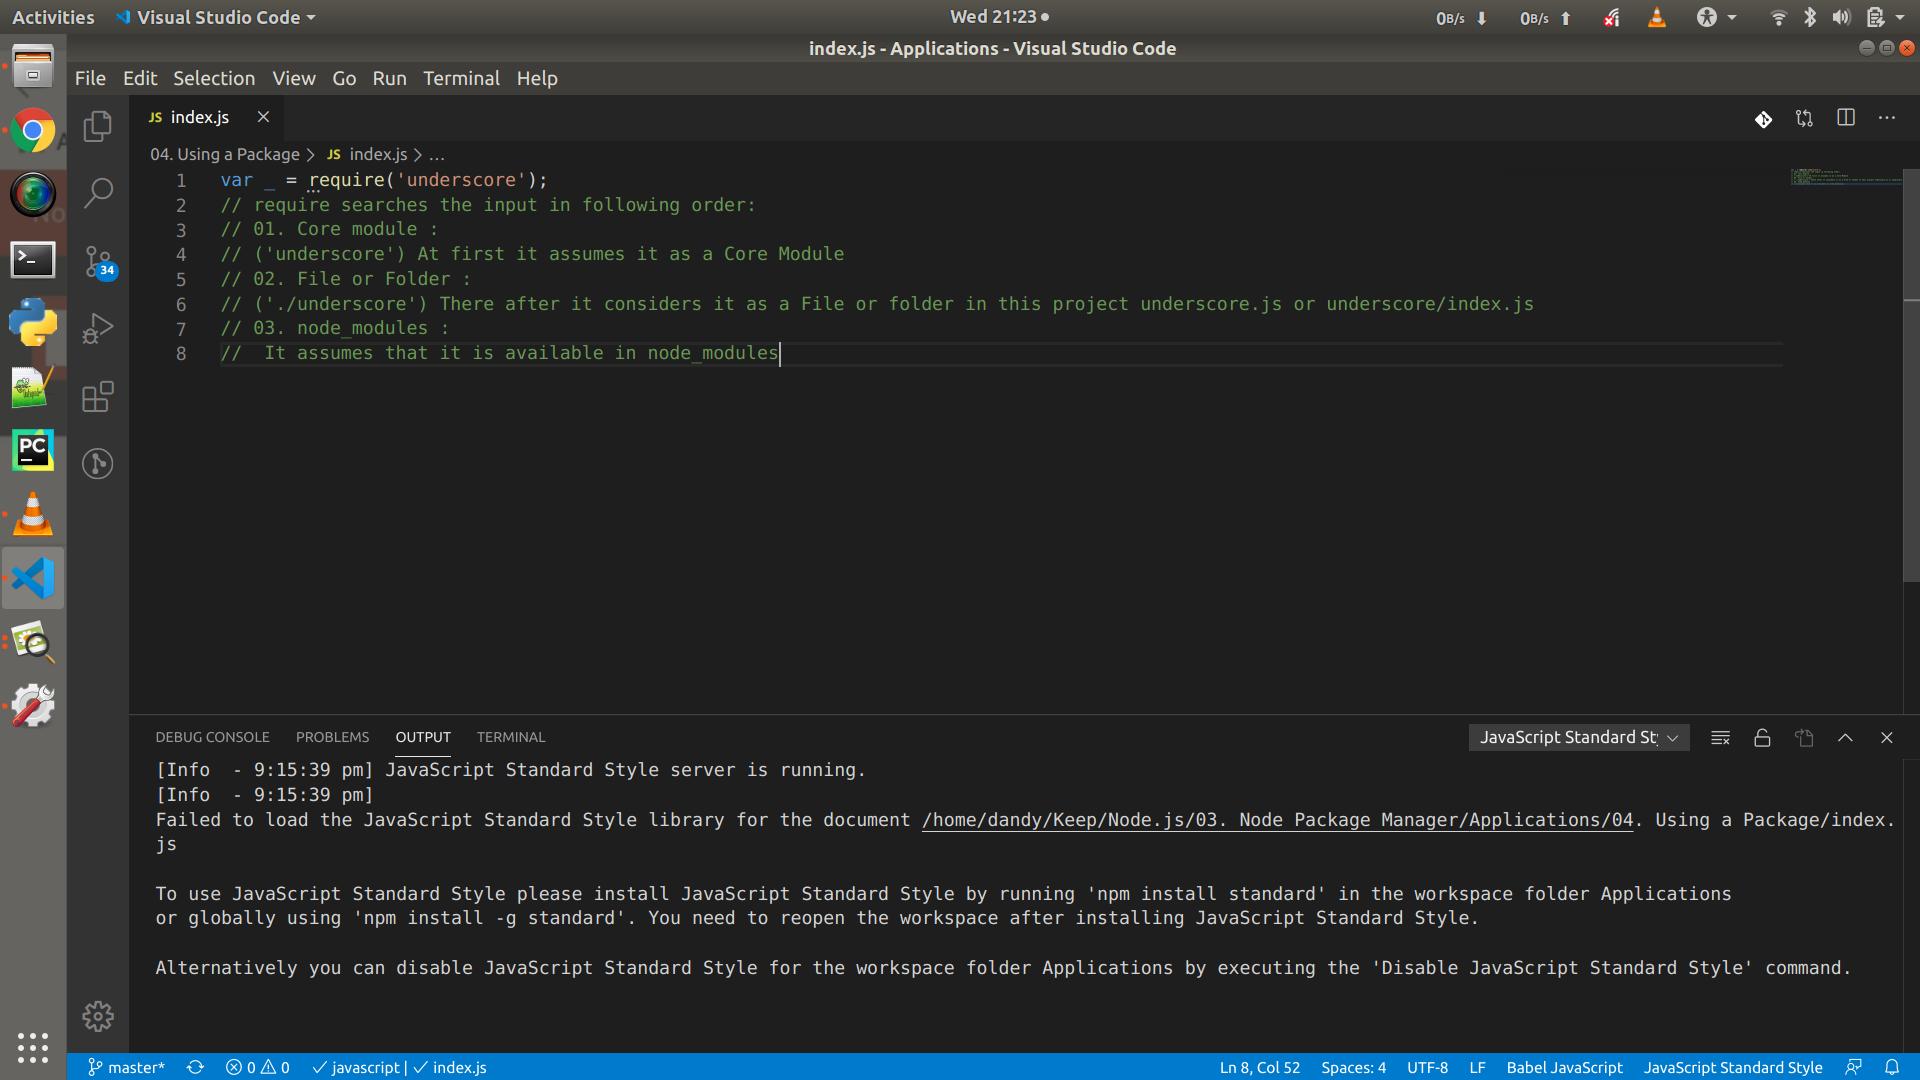 Activities Visual Studio Code Wed 21:23 0B/s 0B/s
index.js - Applications - Visual Studio Code
File Edit Selection View Go Run Terminal Help
JS index.js
04. Using a Package > JS index.js > ...
1 var _ = require('underscore');
2 // require searches the input in following order:
3 // 01. Core module :
4 // ('underscore') At first it assumes it as a Core Module
5 // 02. File or Folder :
6 // ('./underscore') There after it considers it as a File or folder in this project underscore.js or underscore/index.js
7 // 03. node_modules :
8 //  It assumes that it is available in node_modules
34
PC
DEBUG CONSOLE PROBLEMS OUTPUT TERMINAL JavaScript Standard Sty
[Info  - 9:15:39 pm] JavaScript Standard Style server is running.
[Info  - 9:15:39 pm]
Failed to load the JavaScript Standard Style library for the document /home/dandy/Keep/Node.js/03. Node Package Manager/Applications/04. Using a Package/index.
js
To use JavaScript Standard Style please install JavaScript Standard Style by running 'npm install standard' in the workspace folder Applications
or globally using 'npm install -g standard'. You need to reopen the workspace after installing JavaScript Standard Style.
Alternatively you can disable JavaScript Standard Style for the workspace folder Applications by executing the 'Disable JavaScript Standard Style' command.
master* 0 0 javascript | index.js Ln 8, Col 52 Spaces: 4 UTF-8 LF Babel JavaScript JavaScript Standard Style